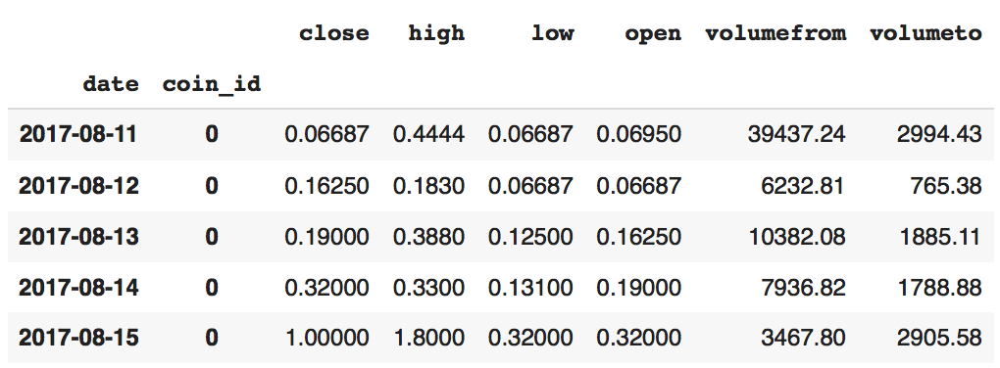 close high low open volumefrom volumeto
date coin_id
2017-08-11 0 0.06687 0.4444 0.06687 0.06950 39437.24 2994.43
2017-08-12 0 0.16250 0.1830 0.06687 0.06687 6232.81 765.38
2017-08-13 0 0.19000 0.3880 0.12500 0.16250 10382.08 1885.11
2017-08-14 0 0.32000 0.3300 0.13100 0.19000 7936.82 1788.88
2017-08-15 0 1.00000 1.8000 0.32000 0.32000 3467.80 2905.58